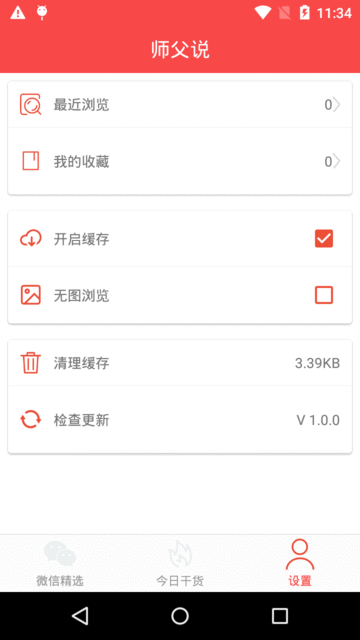 11:34
师父说
最近浏览 0
我的收藏 0
开启缓存
无图浏览
清理缓存 3.39KB
检查更新 V 1.0.0
微信精选 今日干货 设置